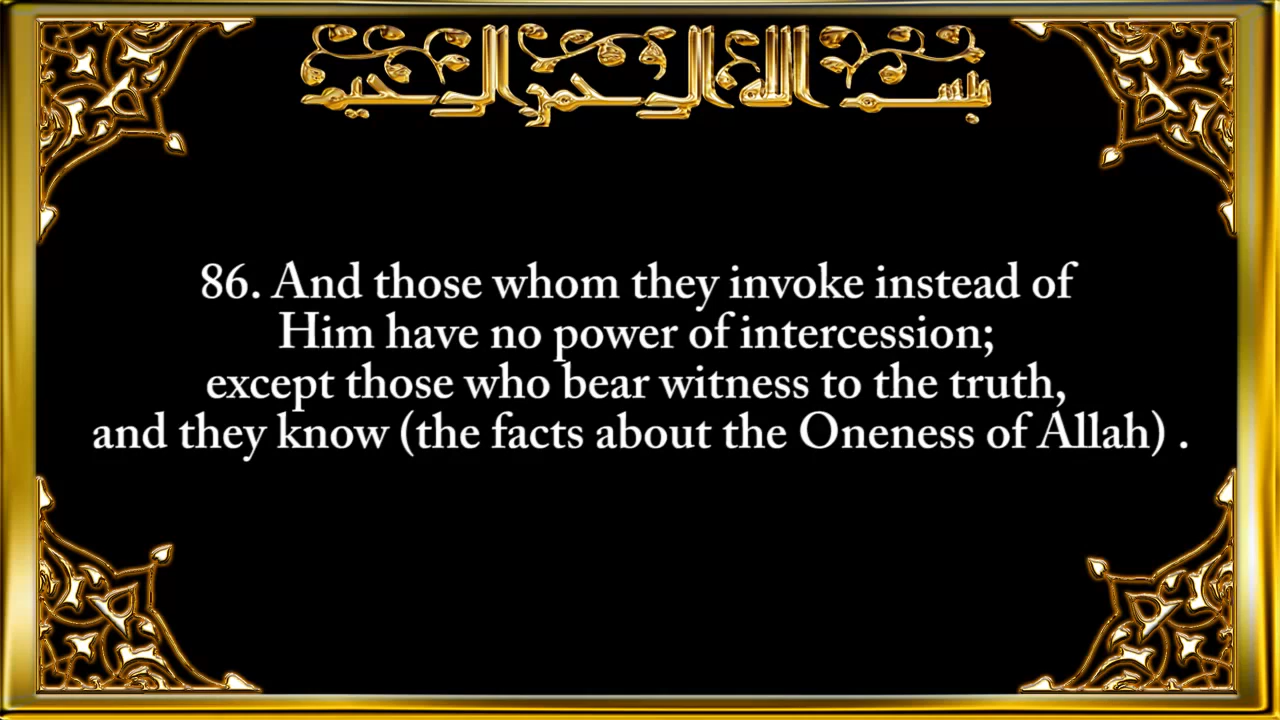 بسم الله الرحمن الرحيم
86. And those whom they invoke instead of
Him have no power of intercession;
except those who bear witness to the truth,
and they know (the facts about the Oneness of Allah) .